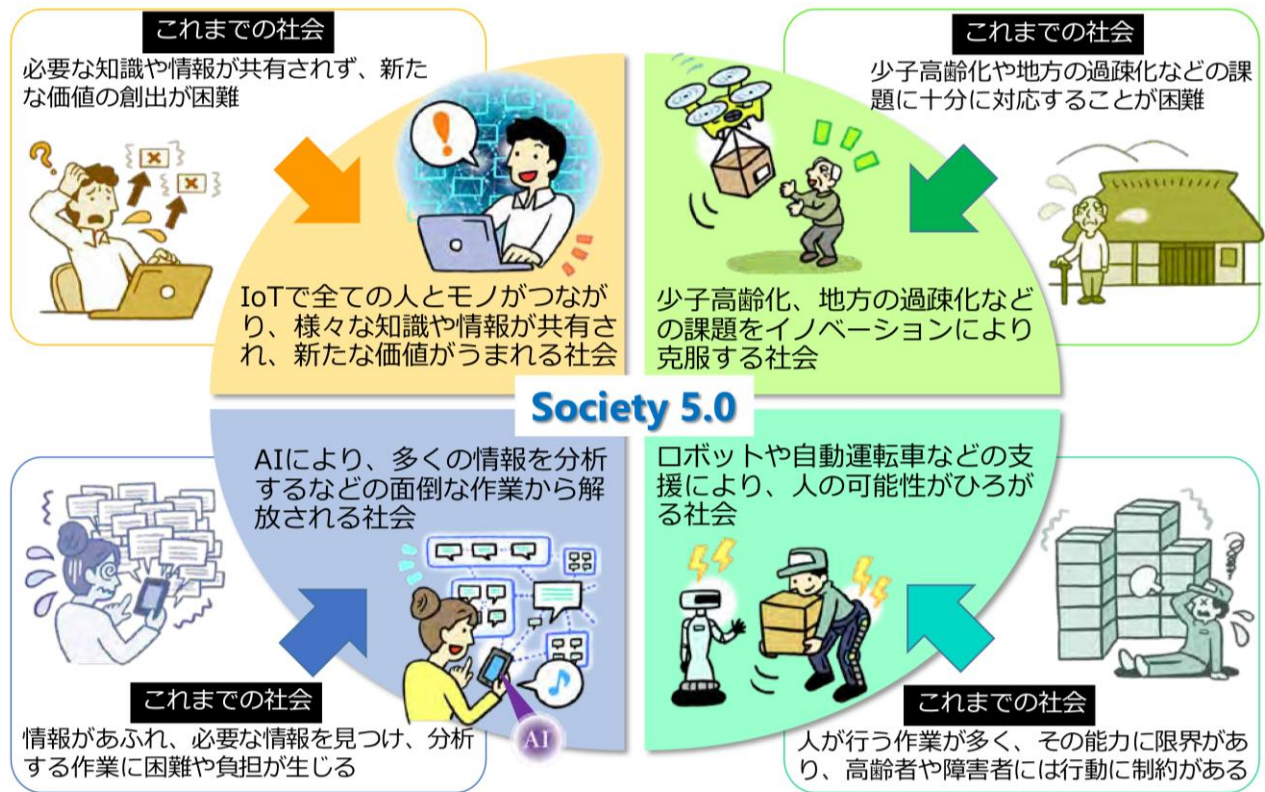 これまでの社会
必要な知識や情報が共有されず、新た
な価値の創出が困難
?
!
IoTで全ての人とモノがつなが
り、様々な知識や情報が共有さ
れ、新たな価値がうまれる社会
これまでの社会
少子高齢化や地方の過疎化などの課
題に十分に対応することが困難
少子高齢化、地方の過疎化など
の課題をイノベーションにより
克服する社会
Society 5.0
AIにより、多くの情報を分析
するなどの面倒な作業から解
放される社会
AI
これまでの社会
情報があふれ、必要な情報を見つけ、分析
する作業に困難や負担が生じる
ロボットや自動運転車などの支
援により、人の可能性がひろが
る社会
これまでの社会
人が行う作業が多く、その能力に限界があ
り、高齢者や障害者には行動に制約がある